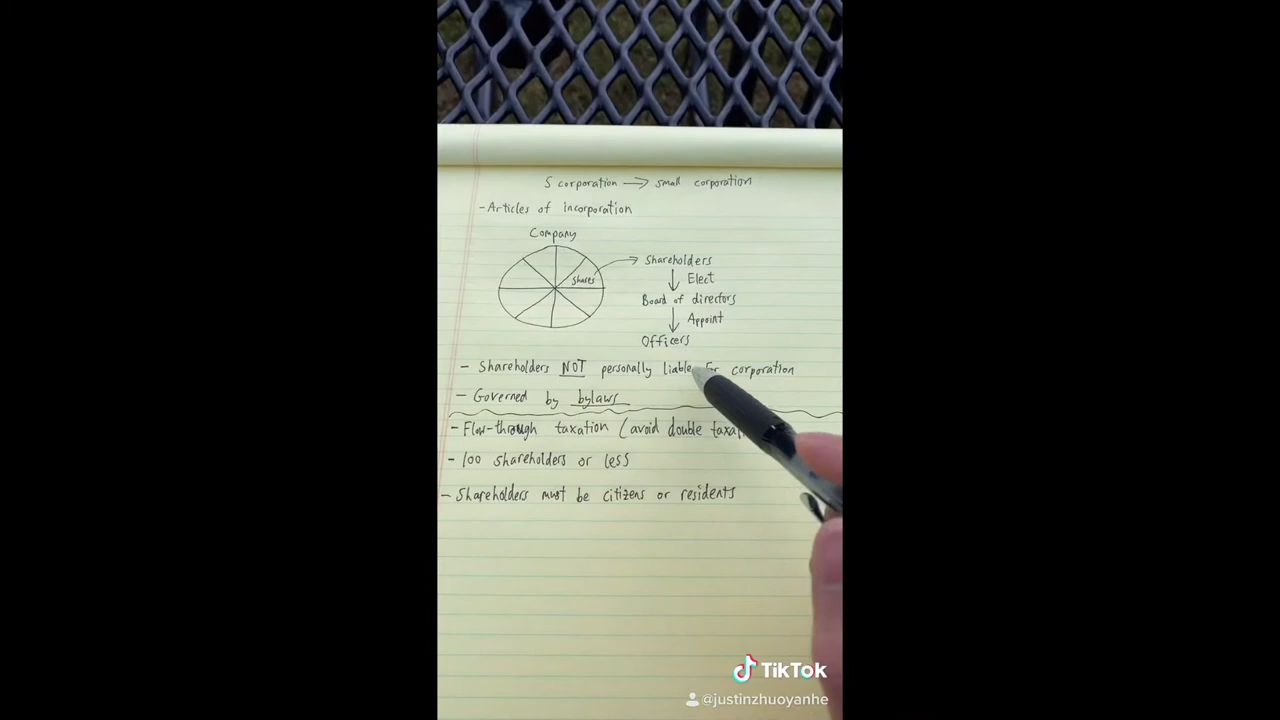 S corporation → small corporation
- Articles of Incorporation
Company
Shares
Shareholders
Elect
Board of directors
Appoint
Officers
- Shareholders NOT personally liable for corporation
- Governed by bylaws
- Flow-through taxation (avoid double
- 100 shareholders or less
- Shareholders must be citizens or residents
TikTok
@justinzhuoyanhe